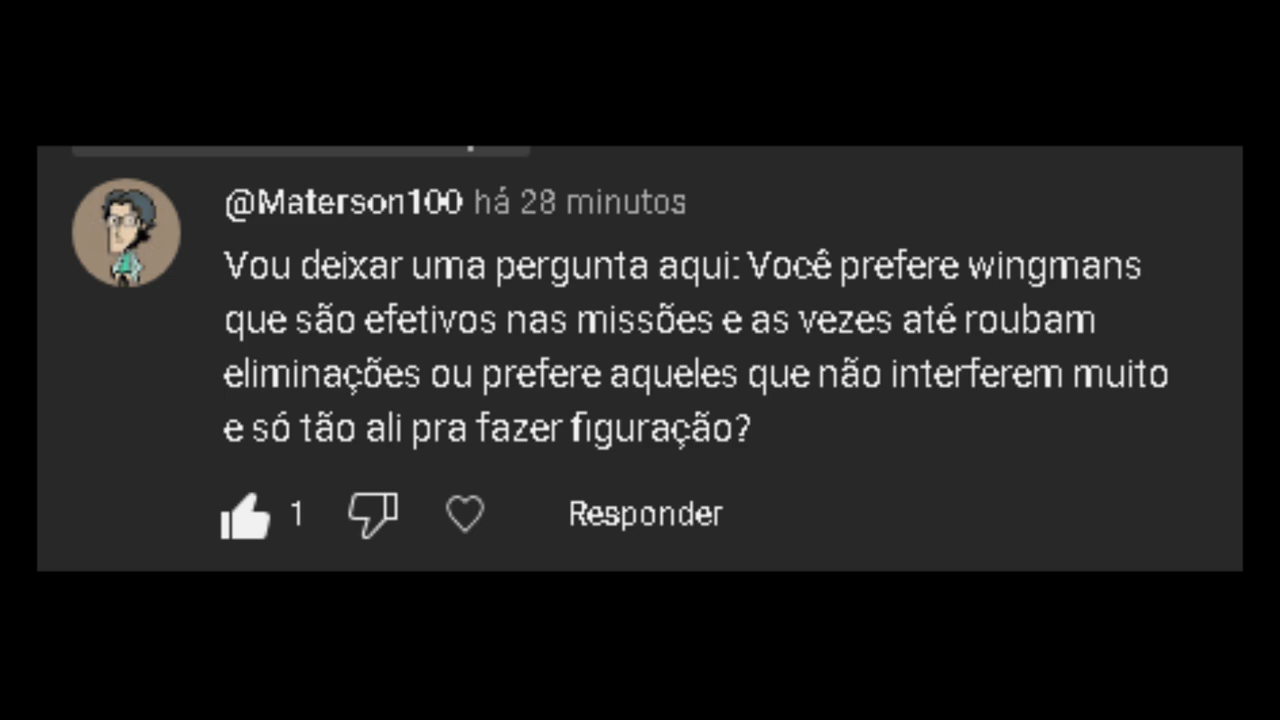 @Materson100 há 28 minutos
Vou deixar uma pergunta aqui: Você prefere wingmans
que são efetivos nas missões e as vezes até roubam
eliminações ou prefere aqueles que não interferem muito
e só tão ali pra fazer figuração?
1 Responder